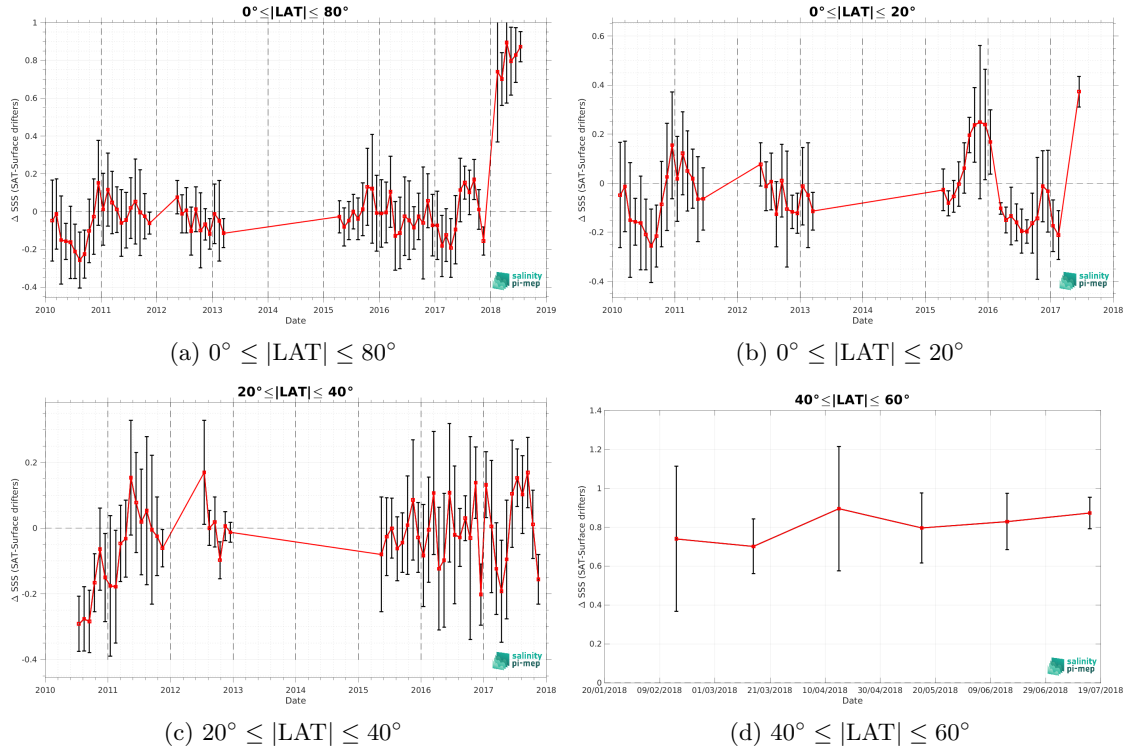 0°≤|LAT|≤ 80°
Δ SSS (SAT-Surface drifters)
1
0.8
0.6
0.4
0.2
0
-0.2
-0.4
2010 2011 2012 2013 2014 2015 2016 2017 2018 2019
Date
salinity
pi-mep
(a) 0° ≤ |LAT| ≤ 80°
0°≤|LAT|≤ 20°
Δ SSS (SAT-Surface drifters)
0.6
0.4
0.2
0
-0.2
-0.4
2010 2011 2012 2013 2014 2015 2016 2017 2018
Date
salinity
pi-mep
(b) 0° ≤ |LAT| ≤ 20°
20°≤|LAT|≤ 40°
Δ SSS (SAT-Surface drifters)
0.2
0
-0.2
-0.4
2010 2011 2012 2013 2014 2015 2016 2017 2018
Date
salinity
pi-mep
(c) 20° ≤ |LAT| ≤ 40°
40°≤|LAT|≤ 60°
Δ SSS (SAT-Surface drifters)
1.4
1.2
1
0.8
0.6
0.4
0.2
0
20/01/2018 09/02/2018 01/03/2018 21/03/2018 10/04/2018 30/04/2018 20/05/2018 09/06/2018 29/06/2018 19/07/2018
Date
salinity
pi-mep
(d) 40° ≤ |LAT| ≤ 60°